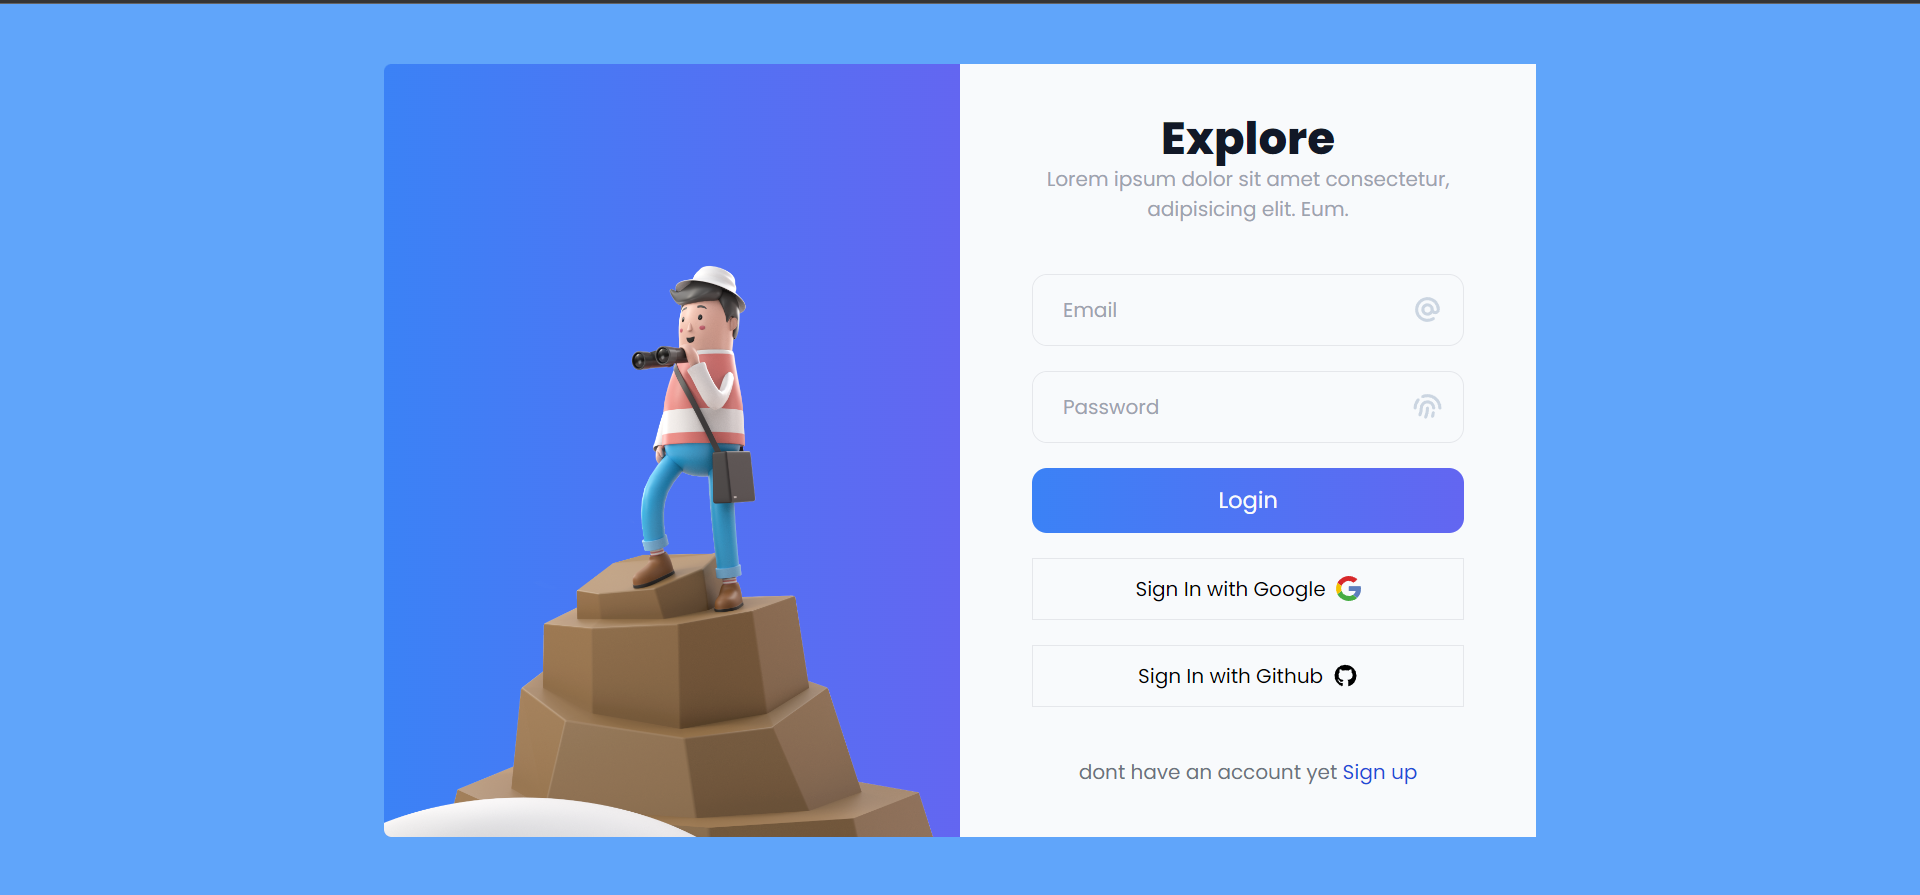 Explore
Lorem ipsum dolor sit amet consectetur,
adipisicing elit. Eum.
Email
Password
Login
Sign In with Google
Sign In with Github
dont have an account yet Sign up